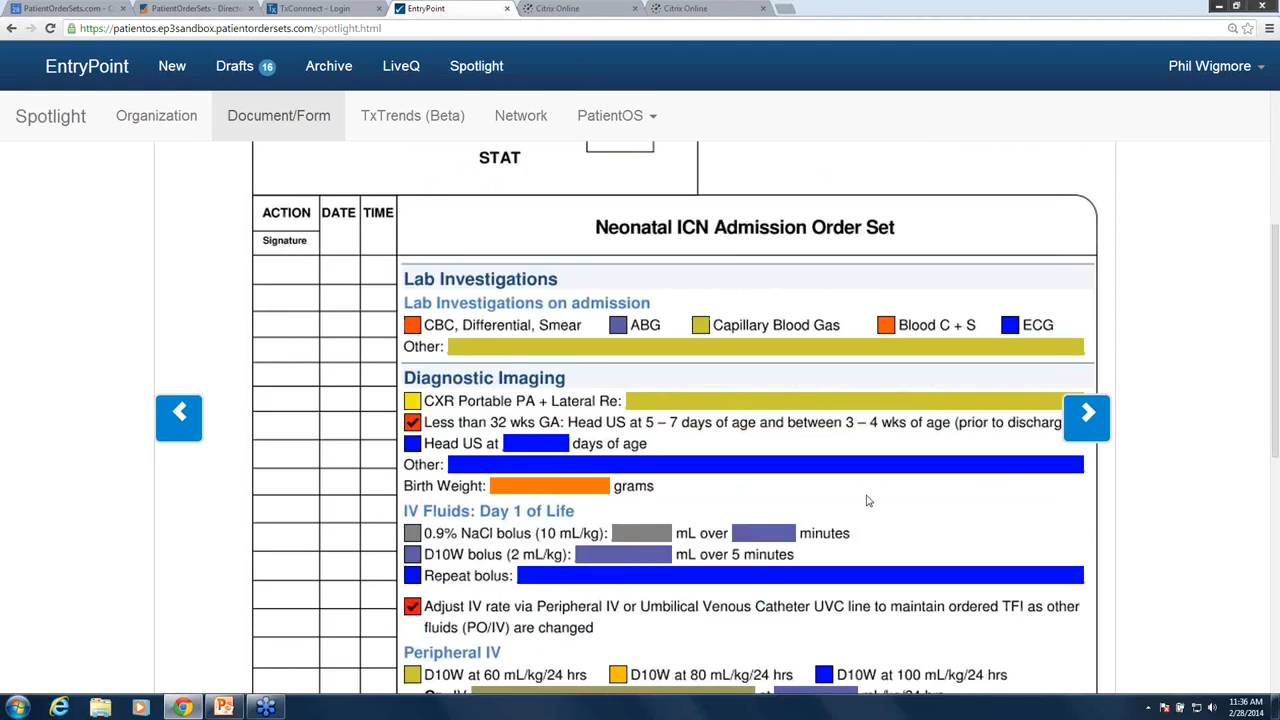 PatientOrderSets.com - C
PatientOrderSets - Directo
TxConnect - Login
EntryPoint
Citrix Online
Citrix Online
https://patientos.ep3sandbox.patientordersets.com/spotlight.html
EntryPoint New Drafts 16 Archive LiveQ Spotlight Phil Wigmore
Spotlight Organization Document/Form TxTrends (Beta) Network PatientOS
STAT
ACTION DATE TIME
Signature
Neonatal ICN Admission Order Set
Lab Investigations
Lab Investigations on admission
CBC, Differential, Smear ABG Capillary Blood Gas Blood C + S ECG
Other:
Diagnostic Imaging
CXR Portable PA + Lateral Re:
Less than 32 wks GA: Head US at 5 – 7 days of age and between 3 – 4 wks of age (prior to discharg
Head US at days of age
Other:
Birth Weight: grams
IV Fluids: Day 1 of Life
0.9% NaCl bolus (10 mL/kg): mL over minutes
D10W bolus (2 mL/kg): mL over 5 minutes
Repeat bolus:
Adjust IV rate via Peripheral IV or Umbilical Venous Catheter UVC line to maintain ordered TFI as other
fluids (PO/IV) are changed
Peripheral IV
D10W at 60 mL/kg/24 hrs D10W at 80 mL/kg/24 hrs D10W at 100 mL/kg/24 hrs
11:36 AM
2/28/2014